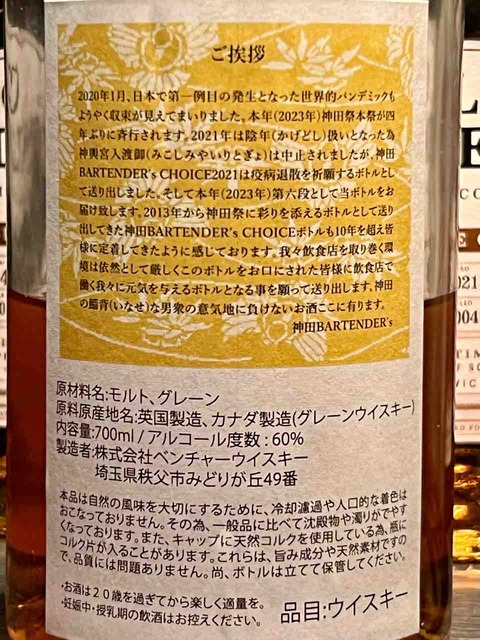 ご挨拶
2020年1月、日本で第一例目の発生となった世界的パンデミックも
ようやく収束が見えてまいりました。本年(2023年)神田祭本祭が四
年ぶりに斎行されます。2021年は陰年(かげどし)扱いとなった為
神輿宮入渡御(みこしみやいりとぎょ)は中止されましたが、神田
BARTENDER's CHOICE2021は疫病退散を祈願するボトルとし
て送り出しました。そして本年(2023年)第六段として当ボトルをお
届け致します。2013年から神田祭に彩りを添えるボトルとして送り
出してきた神田BARTENDER's CHOICEボトルも10年を超え皆
様に定着してきたように感じております。我々飲食店を取り巻く環
境は依然として厳しくこのボトルをお口にされた皆様に飲食店で
働く我々に元気を与えるボトルとなる事を願って送り出します。神田
の鯔背(いなせ)な男衆の意気地に負けないお酒ここに有ります。
神田BARTENDER's
原材料名:モルト、グレーン
原料原産地名:英国製造、カナダ製造(グレーンウイスキー)
内容量:700ml / アルコール度数 : 60%
製造者:株式会社ベンチャーウイスキー
埼玉県秩父市みどりが丘49番
本品は自然の風味を大切にするために、冷却濾過や人口的な着色は
おこなっておりません。その為、一般品に比べて沈殿物や濁りがでやす
くなっております。また、キャップに天然コルクを使用している為、瓶に
コルク片が入ることがあります。これらは、旨み成分や天然素材ですの
で、品質には問題ありません。尚、ボトルは立てて保管してください。
・お酒は20歳を過ぎてから楽しく適量を。
・妊娠中・授乳期の飲酒はお控えください。
品目:ウイスキー